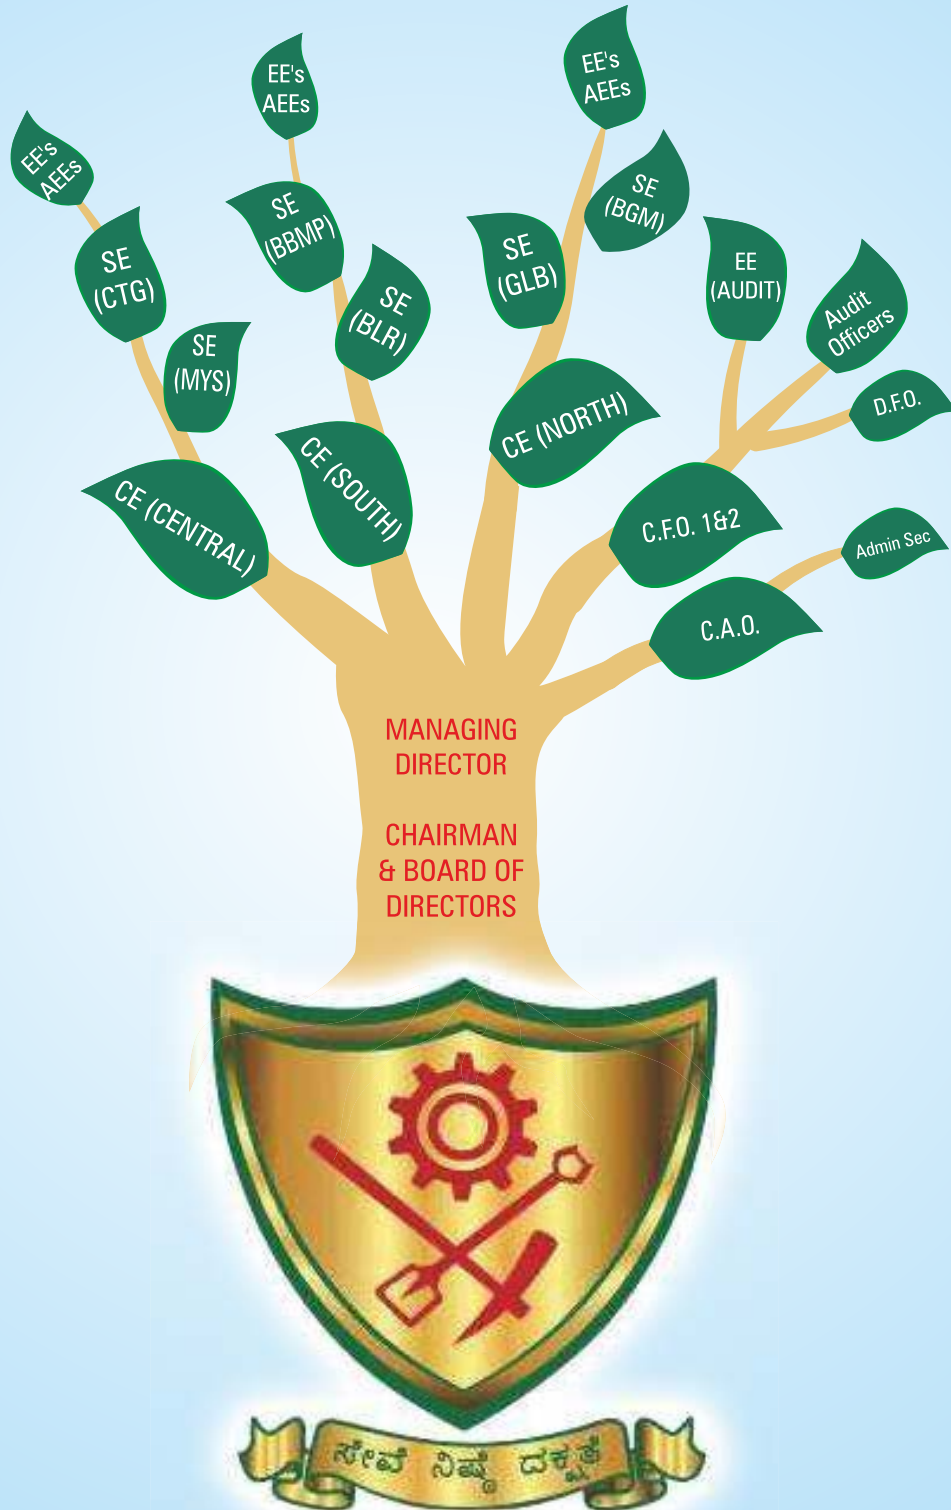 EE's
AEEs
EE's
AEEs
EE's
AEEs
SE
(CTG)
SE
(MYS)
SE
(BBMP)
SE
(BLR)
SE
(GLB)
SE
(BGM)
EE
(AUDIT)
Audit
Officers
D.F.O.
CE (CENTRAL)
CE (SOUTH)
CE (NORTH)
C.F.O. 1&2
Admin Sec
C.A.O.
MANAGING
DIRECTOR
CHAIRMAN
& BOARD OF
DIRECTORS
ಸೇವೆ ನಿಷ್ಠೆ ದಕ್ಷತೆ